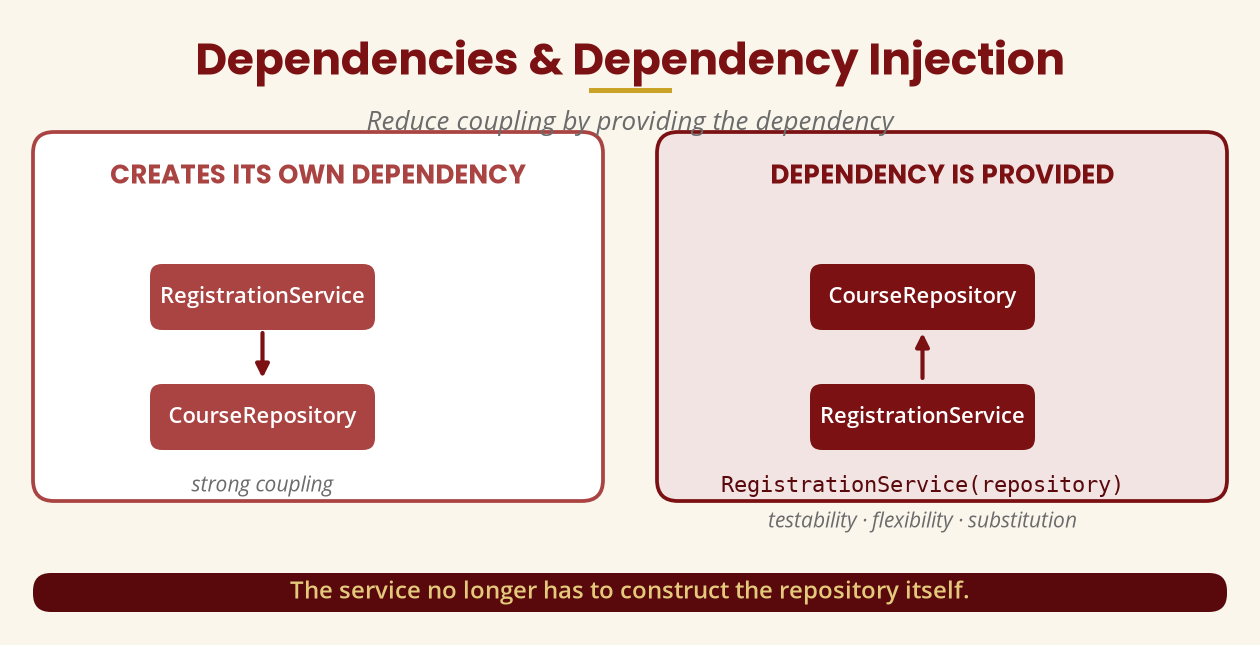 Dependencies & Dependency Injection
Reduce coupling by providing the dependency
CREATES ITS OWN DEPENDENCY
RegistrationService
CourseRepository
strong coupling
DEPENDENCY IS PROVIDED
CourseRepository
RegistrationService
RegistrationService(repository)
testability · flexibility · substitution
The service no longer has to construct the repository itself.